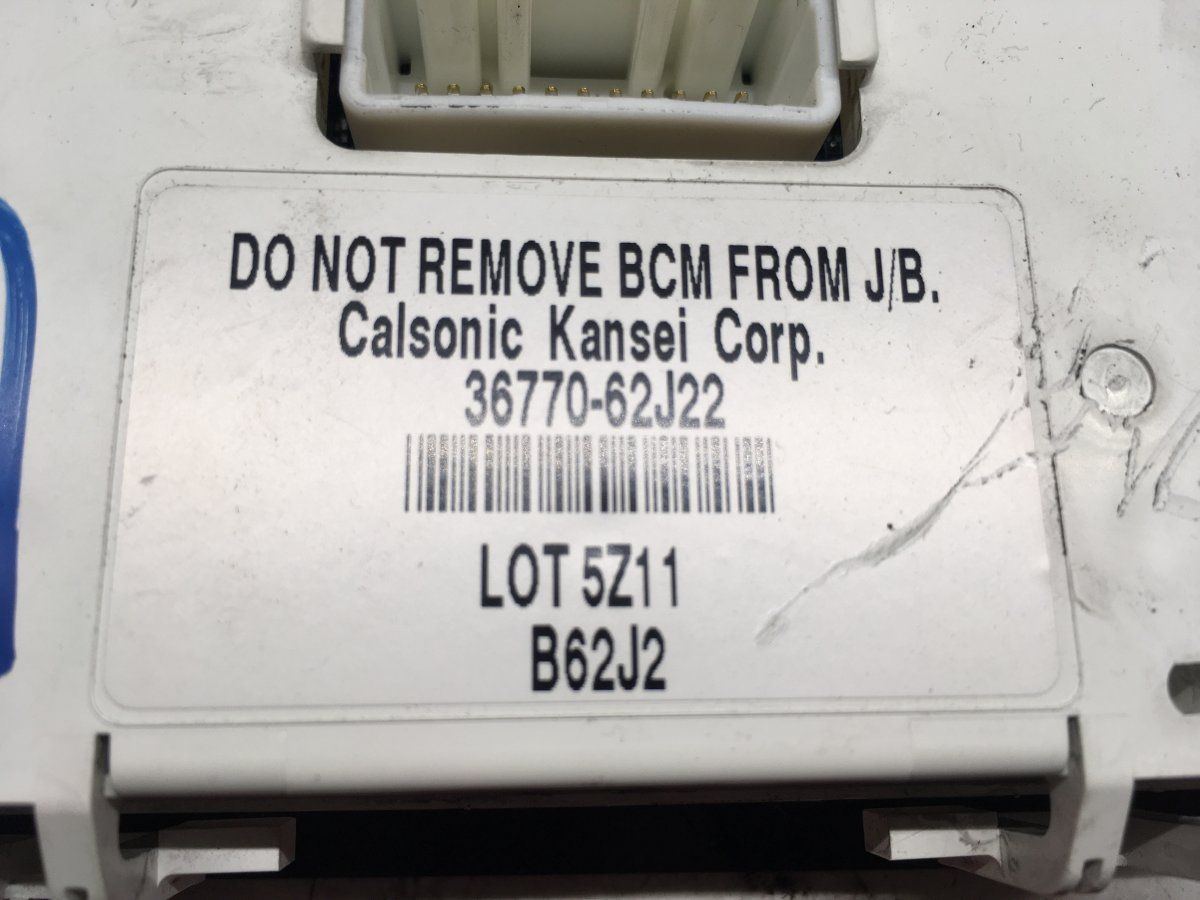 DO NOT REMOVE BCM FROM J/B.
Calsonic Kansei Corp.
36770-62J22
LOT 5Z11
B62J2